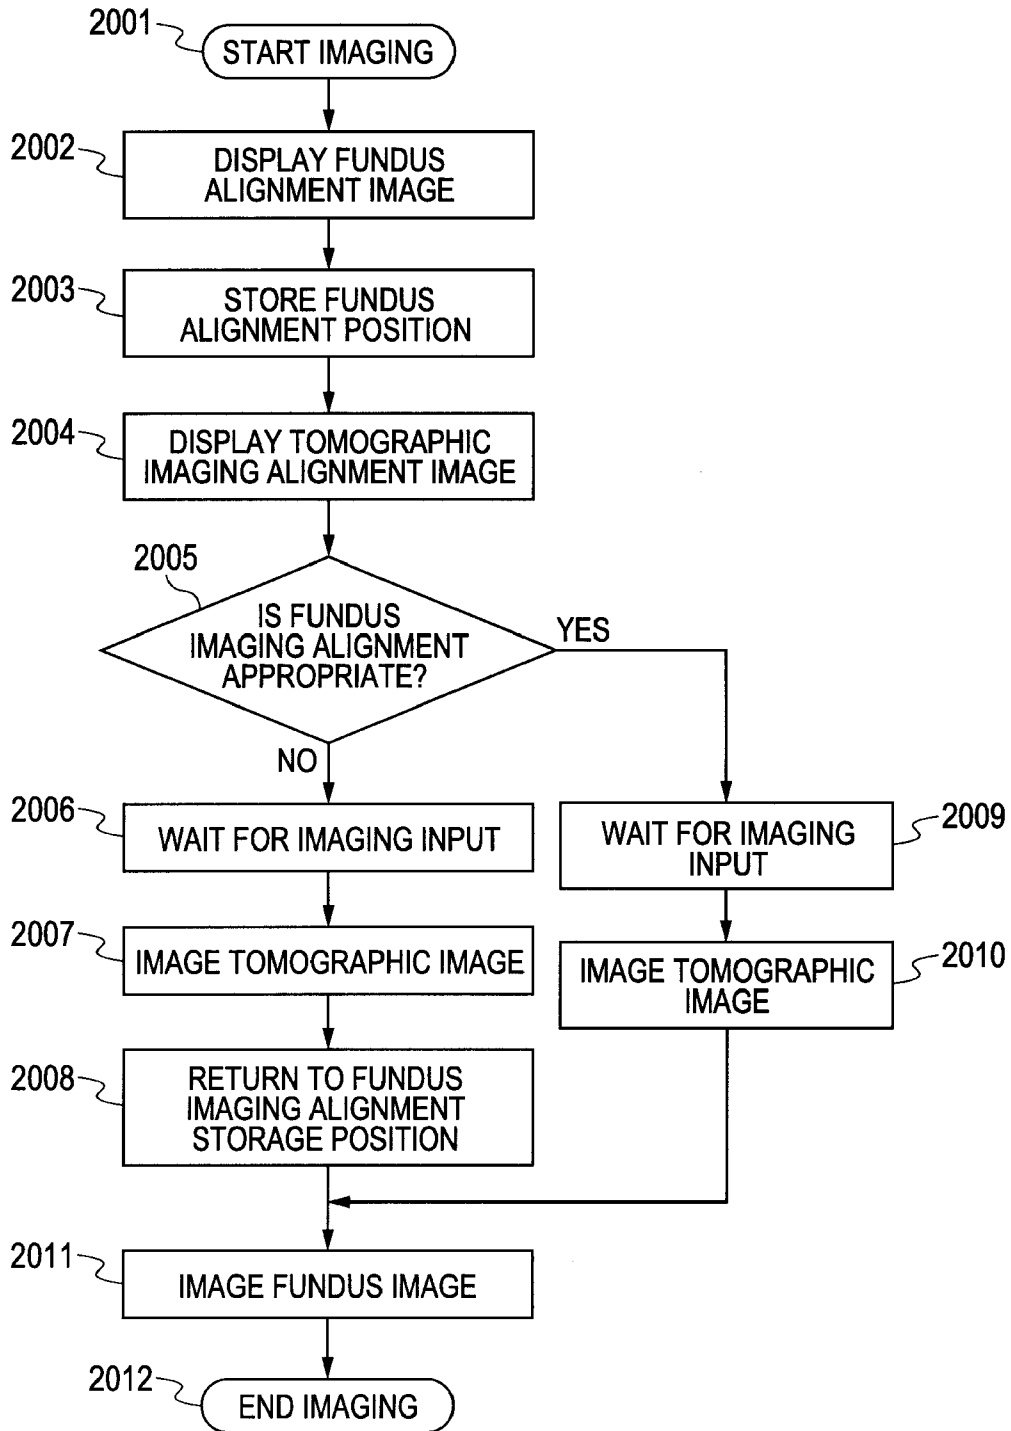 2001
START IMAGING
2002
DISPLAY FUNDUS
ALIGNMENT IMAGE
2003
STORE FUNDUS
ALIGNMENT POSITION
2004
DISPLAY TOMOGRAPHIC
IMAGING ALIGNMENT IMAGE
2005
IS FUNDUS
IMAGING ALIGNMENT
APPROPRIATE?
YES
NO
2006
WAIT FOR IMAGING INPUT
2007
IMAGE TOMOGRAPHIC IMAGE
2008
RETURN TO FUNDUS
IMAGING ALIGNMENT
STORAGE POSITION
2009
WAIT FOR IMAGING
INPUT
2010
IMAGE TOMOGRAPHIC
IMAGE
2011
IMAGE FUNDUS IMAGE
2012
END IMAGING